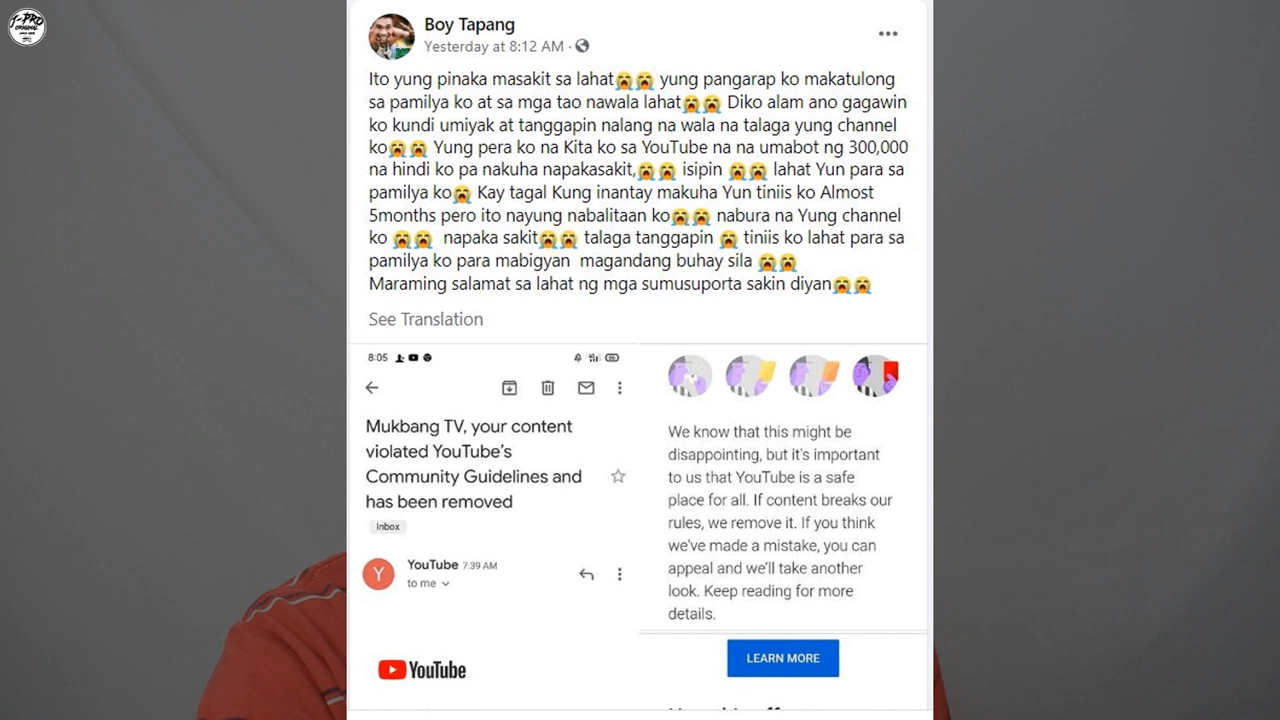 J-PRO
ORIGINAL
Boy Tapang
Yesterday at 8:12 AM ·
Ito yung pinaka masakit sa lahat😭😭 yung pangarap ko makatulong
sa pamilya ko at sa mga tao nawala lahat😭😭 Diko alam ano gagawin
ko kundi umiyak at tanggapin nalang na wala na talaga yung channel
ko😭😭 Yung pera ko na Kita ko sa YouTube na na umabot ng 300,000
na hindi ko pa nakuha napakasakit,😭😭 isipin 😭😭 lahat Yun para sa
pamilya ko😭 Kay tagal Kung inantay makuha Yun tiniis ko Almost
5months pero ito nayung nabalitaan ko😭😭 nabura na Yung channel
ko 😭😭 napaka sakit😭😭 talaga tanggapin 😭 tiniis ko lahat para sa
pamilya ko para mabigyan magandang buhay sila 😭😭
Maraming salamat sa lahat ng mga sumusuporta sakin diyan😭😭
See Translation
8:05
Mukbang TV, your content
violated YouTube's
Community Guidelines and
has been removed
Inbox
Y
YouTube 7:39 AM
to me
YouTube
We know that this might be
disappointing, but it's important
to us that YouTube is a safe
place for all. If content breaks our
rules, we remove it. If you think
we've made a mistake, you can
appeal and we'll take another
look. Keep reading for more
details.
LEARN MORE